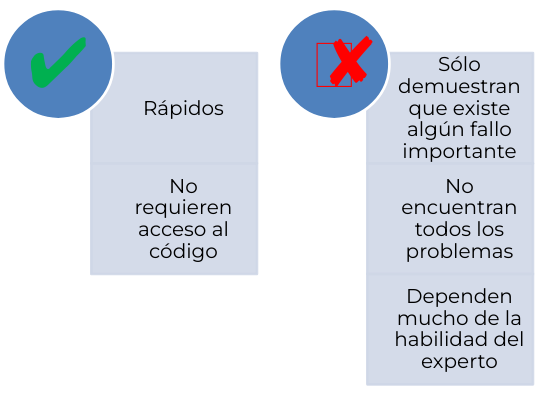 Rápidos
No
requieren
acceso al
código
Sólo
demuestran
que existe
algún fallo
importante
No
encuentran
todos los
problemas
Dependen
mucho de la
habilidad del
experto